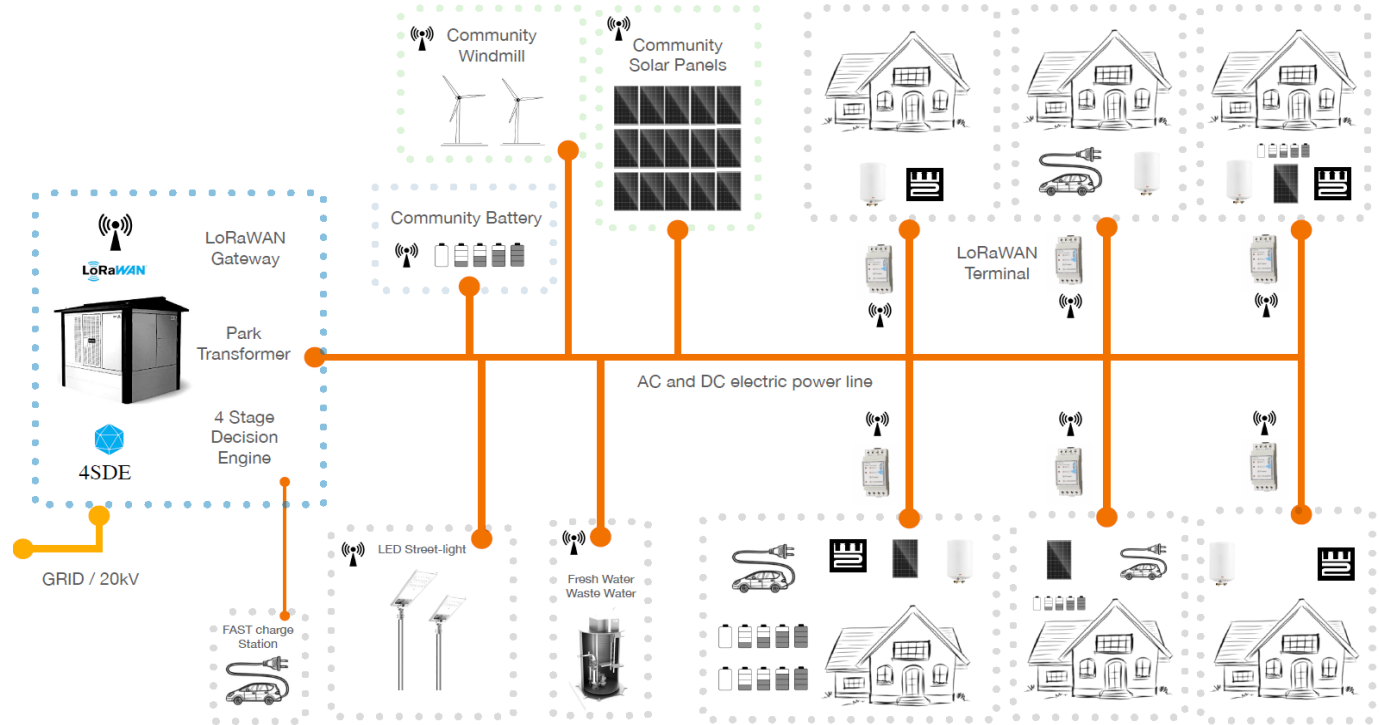 Community
Windmill
Community
Solar Panels
Community Battery
LoRaWAN
Gateway
LoRaWAN
Park
Transformer
4 Stage
Decision
Engine
4SDE
GRID / 20kV
FAST charge
Station
LED Street-light
Fresh Water
Waste Water
AC and DC electric power line
LoRaWAN
Terminal